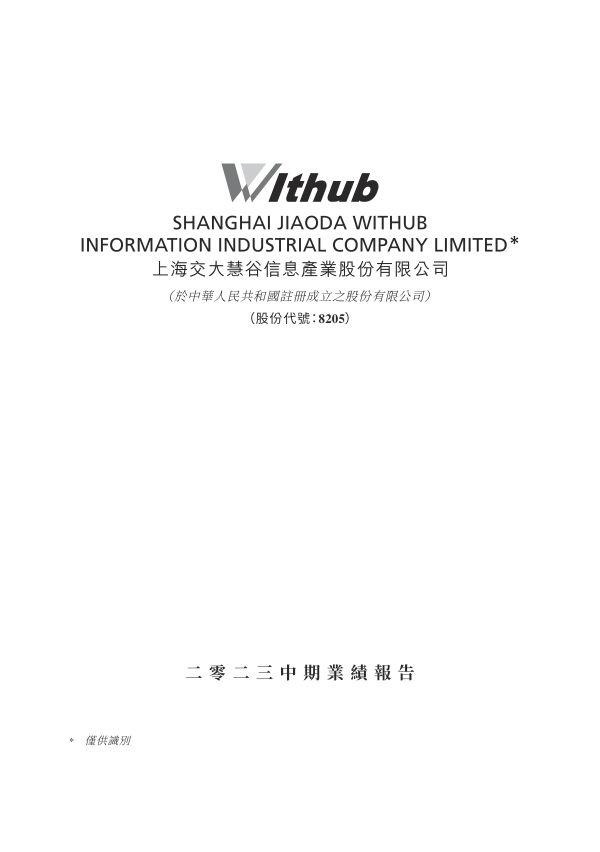 WIthub
SHANGHAI JIAODA WITHUB
INFORMATION INDUSTRIAL COMPANY LIMITED*
上海交大慧谷信息產業股份有限公司
（於中華人民共和國註冊成立之股份有限公司）
（股份代號：8205）
二零二三中期業績報告
* 僅供識別